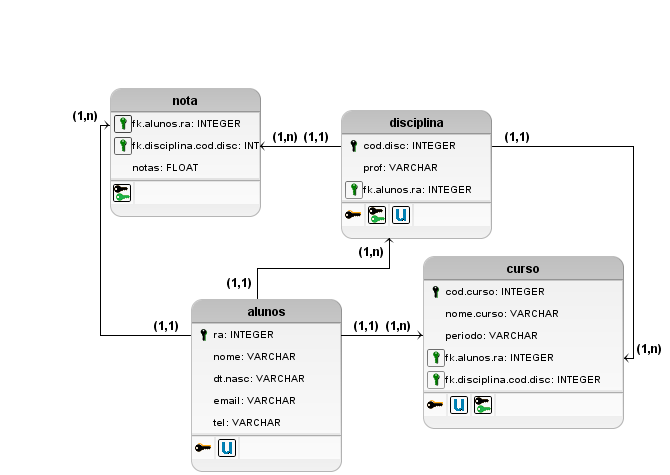 nota
(1,n)
fk.alunos.ra: INTEGER
fk.disciplina.cod.disc: INT
notas: FLOAT
(1,n) (1,1)
disciplina
cod.disc: INTEGER
prof: VARCHAR
fk.alunos.ra: INTEGER
U
(1,1)
(1,n)
(1,1)
alunos
ra: INTEGER
nome: VARCHAR
dt.nasc: VARCHAR
email: VARCHAR
tel: VARCHAR
U
(1,1)
(1,1) (1,n)
curso
cod.curso: INTEGER
nome.curso: VARCHAR
periodo: VARCHAR
fk.alunos.ra: INTEGER
fk.disciplina.cod.disc: INTEGER
U
(1,n)